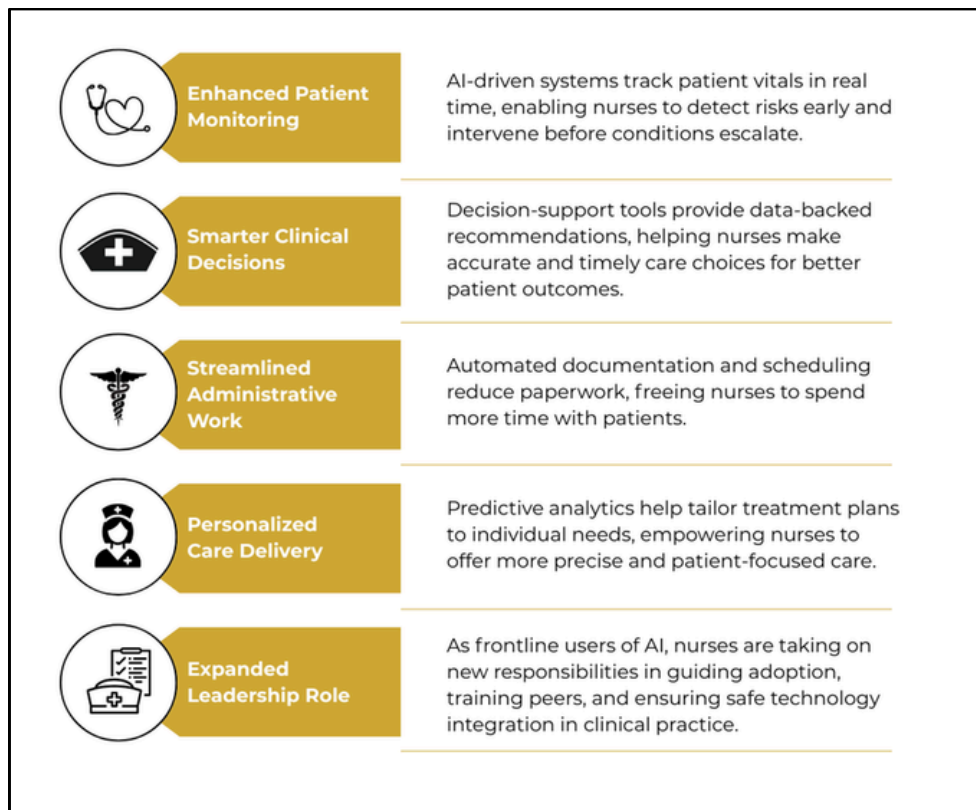 Enhanced Patient
Monitoring
AI-driven systems track patient vitals in real
time, enabling nurses to detect risks early and
intervene before conditions escalate.
Smarter Clinical
Decisions
Decision-support tools provide data-backed
recommendations, helping nurses make
accurate and timely care choices for better
patient outcomes.
Streamlined
Administrative
Work
Automated documentation and scheduling
reduce paperwork, freeing nurses to spend
more time with patients.
Personalized
Care Delivery
Predictive analytics help tailor treatment plans
to individual needs, empowering nurses to
offer more precise and patient-focused care.
Expanded
Leadership Role
As frontline users of AI, nurses are taking on
new responsibilities in guiding adoption,
training peers, and ensuring safe technology
integration in clinical practice.